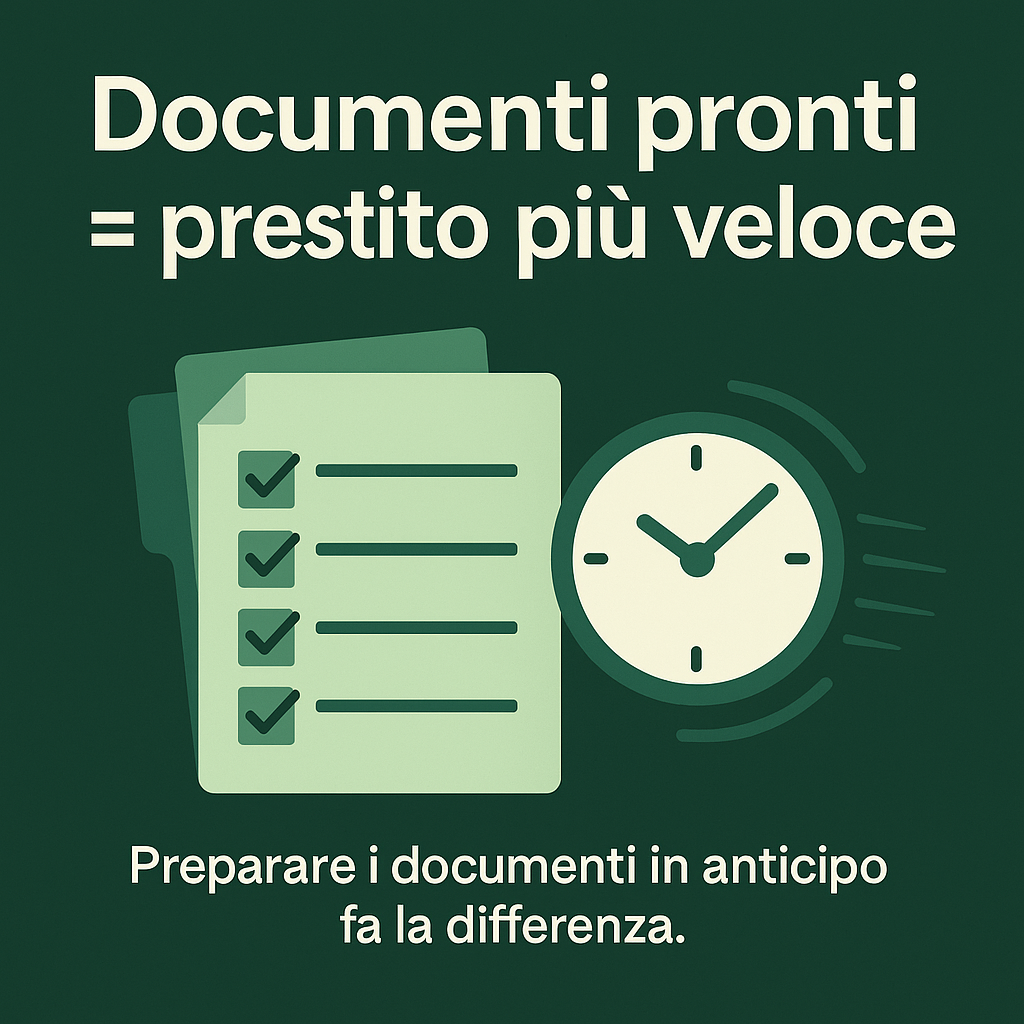 Documenti pronti
= prestito più veloce
Preparare i documenti in anticipo
fa la differenza.